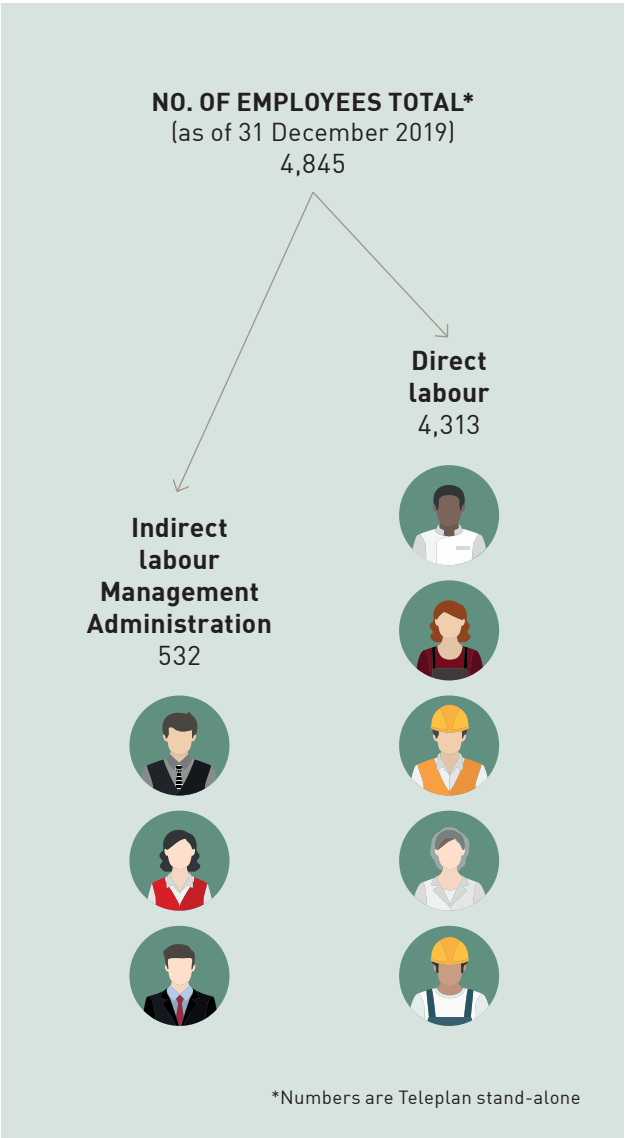 NO. OF EMPLOYEES TOTAL*
(as of 31 December 2019)
4,845
Direct
labour
4,313
Indirect
labour
Management
Administration
532
*Numbers are Teleplan stand-alone